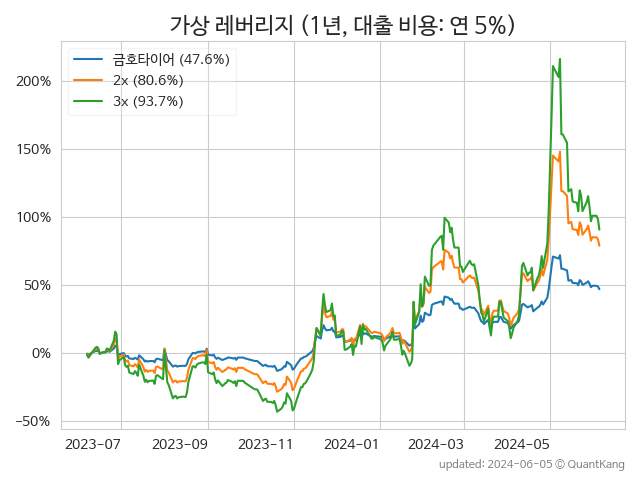 가상 레버리지 (1년, 대출 비용: 연 5%)
금호타이어 (47.6%)
2x (80.6%)
3x (93.7%)
200%
150%
100%
50%
0%
−50%
2023-07
2023-09
2023-11
2024-01
2024-03
2024-05
updated: 2024-06-05 © QuantKang